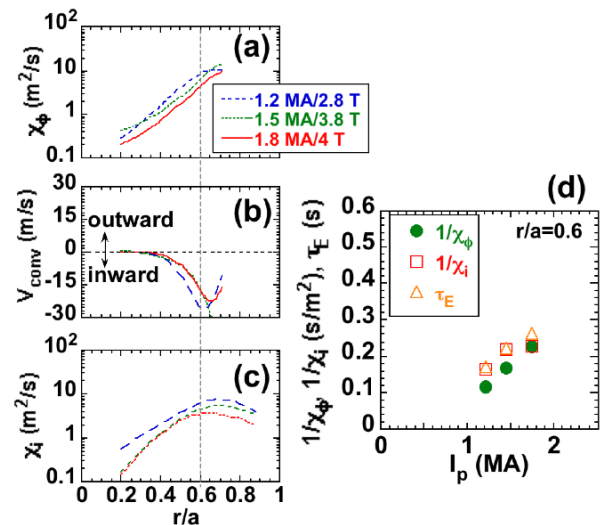 (a)
χϕ (m²/s)
10²
10¹
1
0.1
1.2 MA/2.8 T
1.5 MA/3.8 T
1.8 MA/4 T
(b)
V_conv (m/s)
30
15
0
-15
-30
outward
inward
(c)
χi (m²/s)
10²
10¹
1
0.1
0 0.2 0.4 0.6 0.8 1
r/a
(d)
1/χϕ, 1/χi (s/m²), τE (s)
0.6
0.5
0.4
0.3
0.2
0.1
0
1/χϕ
1/χi
τE
r/a=0.6
0 1 2
Ip (MA)